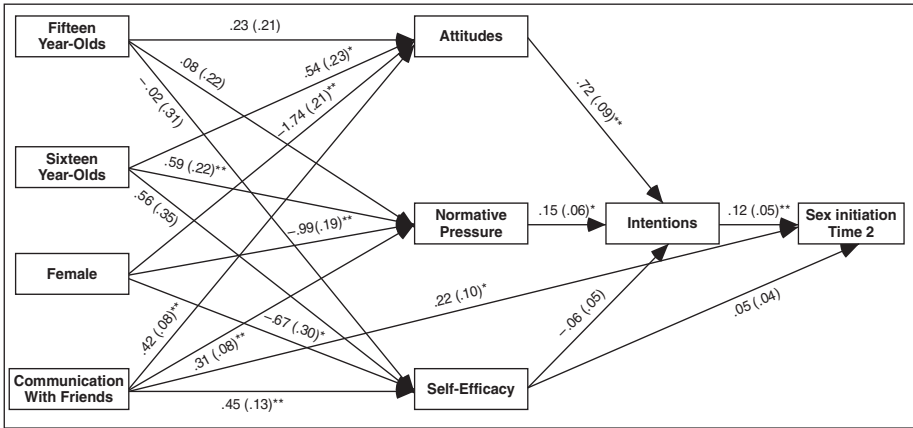 Fifteen
Year-Olds
.23 (.21)
Attitudes
.08 (.22)
.54 (.23)*
–.02 (.31)
–1.74 (.21)**
.72 (.09)**
Sixteen
Year-Olds
.59 (.22)**
.56 (.35)
Normative
Pressure
.15 (.06)*
Intentions
.12 (.05)**
Sex initiation
Time 2
–.99(.19)**
Female
.22 (.10)*
–.06 (.05)
.05 (.04)
.42 (.08)**
–.67 (.30)*
.31 (.08)**
Communication
With Friends
.45 (.13)**
Self-Efficacy